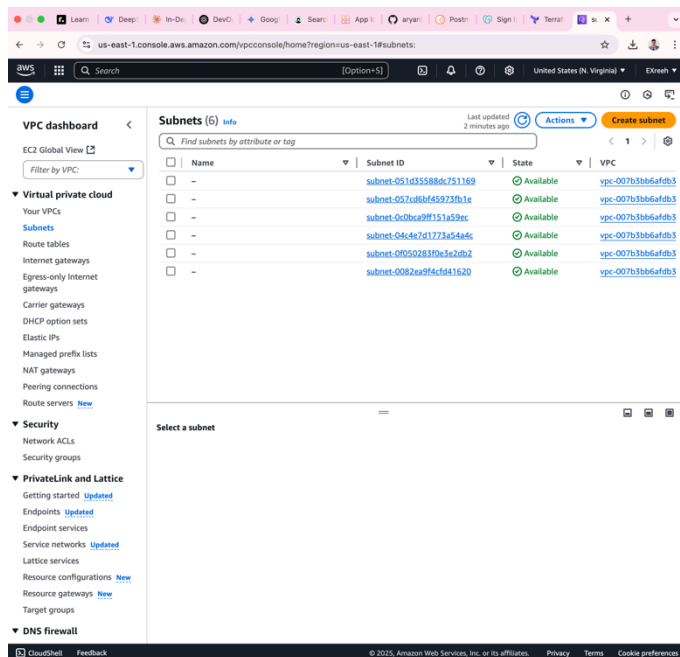 Learn
Deep
In-De
DevO
Googl
Searc
App l
aryan
Postn
Sign i
Terral
su
us-east-1.console.aws.amazon.com/vpcconsole/home?region=us-east-1#subnets:
aws
Search
[Option+S]
United States (N. Virginia)
EXreeh
VPC dashboard
EC2 Global View
Filter by VPC:
Virtual private cloud
Your VPCs
Subnets
Route tables
Internet gateways
Egress-only Internet
gateways
Carrier gateways
DHCP option sets
Elastic IPs
Managed prefix lists
NAT gateways
Peering connections
Route servers New
Security
Network ACLs
Security groups
PrivateLink and Lattice
Getting started Updated
Endpoints Updated
Endpoint services
Service networks Updated
Lattice services
Resource configurations New
Resource gateways New
Target groups
DNS firewall
Subnets (6) Info
Last updated
2 minutes ago
Actions
Create subnet
Find subnets by attribute or tag
1
Name Subnet ID State VPC
– subnet-051d35588dc751169 Available vpc-007b3bb6afdb3
– subnet-057cd6bf45973fb1e Available vpc-007b3bb6afdb3
– subnet-0c0bca9ff151a59ec Available vpc-007b3bb6afdb3
– subnet-04c4e7d1773a54a4c Available vpc-007b3bb6afdb3
– subnet-0f050283f0e3e2db2 Available vpc-007b3bb6afdb3
– subnet-0082ea9f4cfd41620 Available vpc-007b3bb6afdb3
Select a subnet
CloudShell Feedback © 2025, Amazon Web Services, Inc. or its affiliates. Privacy Terms Cookie preferences